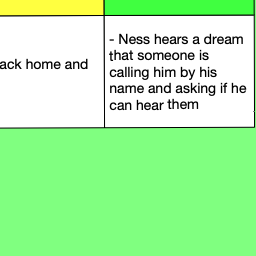 ack home and
- Ness hears a dream
that someone is
calling him by his
name and asking if he
can hear them